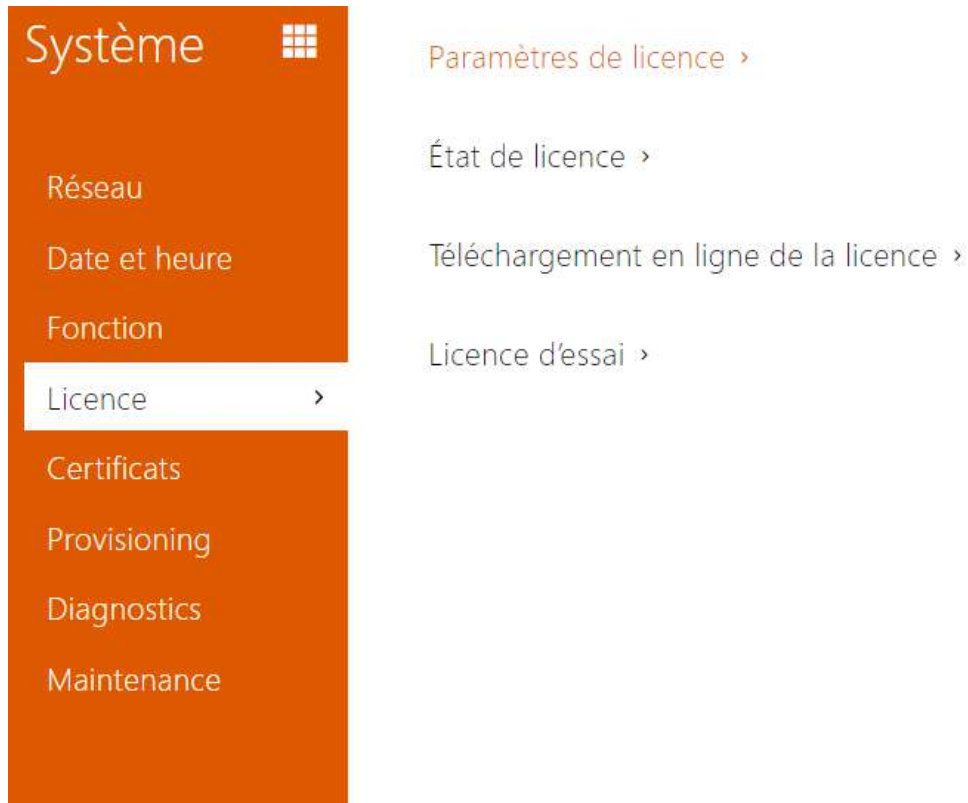 Système
Réseau
Date et heure
Fonction
Licence
Certificats
Provisioning
Diagnostics
Maintenance
Paramètres de licence
État de licence
Téléchargement en ligne de la licence
Licence d'essai